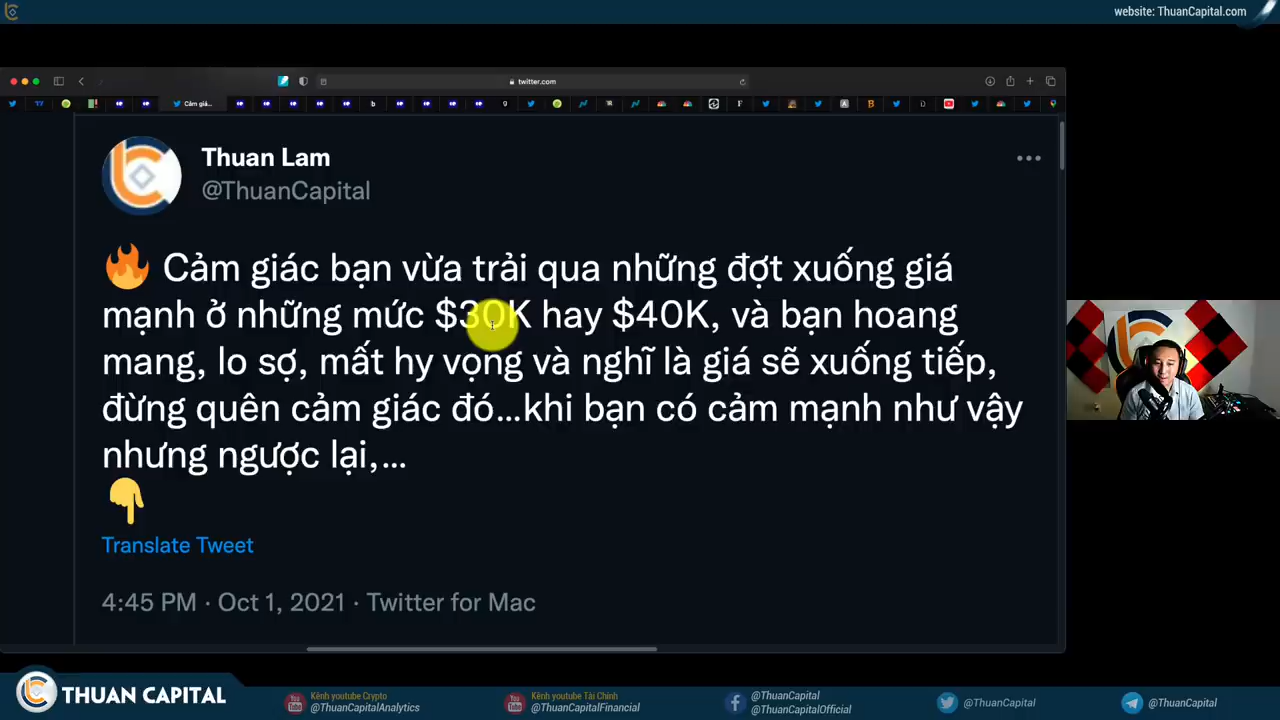 website: ThuanCapital.com
twitter.com
Cảm giá...
Thuan Lam
@ThuanCapital
🔥 Cảm giác bạn vừa trải qua những đợt xuống giá
mạnh ở những mức $30K hay $40K, và bạn hoang
mang, lo sợ, mất hy vọng và nghĩ là giá sẽ xuống tiếp,
đừng quên cảm giác đó...khi bạn có cảm mạnh như vậy
nhưng ngược lại,...
👇
Translate Tweet
4:45 PM · Oct 1, 2021 · Twitter for Mac
THUAN CAPITAL
Kênh youtube Crypto
@ThuanCapitalAnalytics
Kênh youtube Tài Chính
@ThuanCapitalFinancial
@ThuanCapital
@ThuanCapitalOfficial
@ThuanCapital
@ThuanCapital